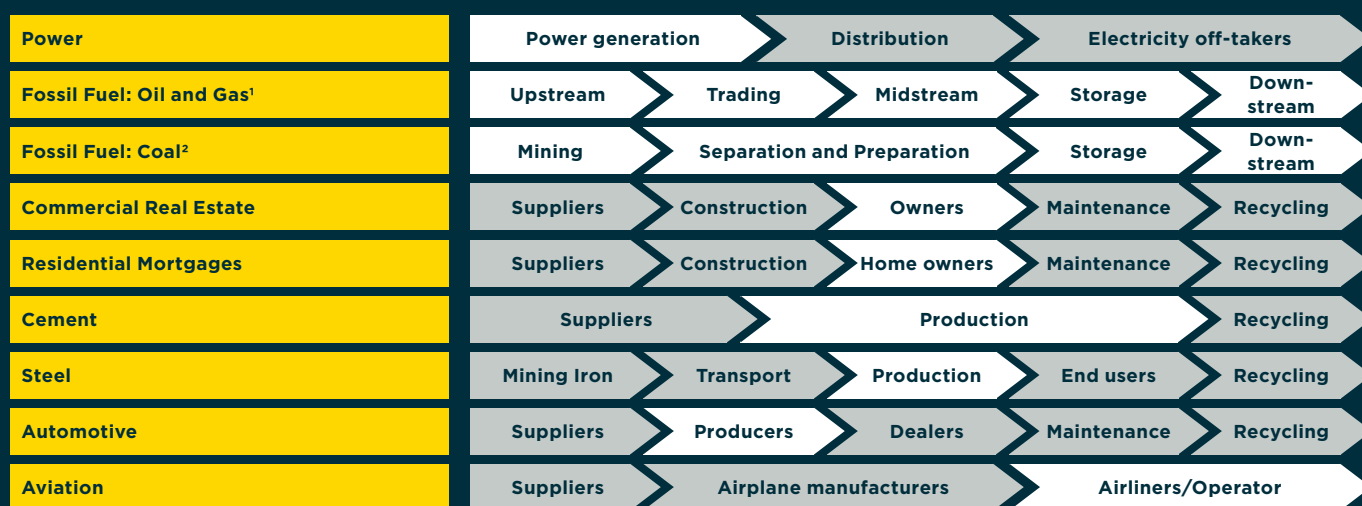 Power Power generation Distribution Electricity off-takers
Fossil Fuel: Oil and Gas¹ Upstream Trading Midstream Storage Down-
stream
Fossil Fuel: Coal² Mining Separation and Preparation Storage Down-
stream
Commercial Real Estate Suppliers Construction Owners Maintenance Recycling
Residential Mortgages Suppliers Construction Home owners Maintenance Recycling
Cement Suppliers Production Recycling
Steel Mining Iron Transport Production End users Recycling
Automotive Suppliers Producers Dealers Maintenance Recycling
Aviation Suppliers Airplane manufacturers Airliners/Operator